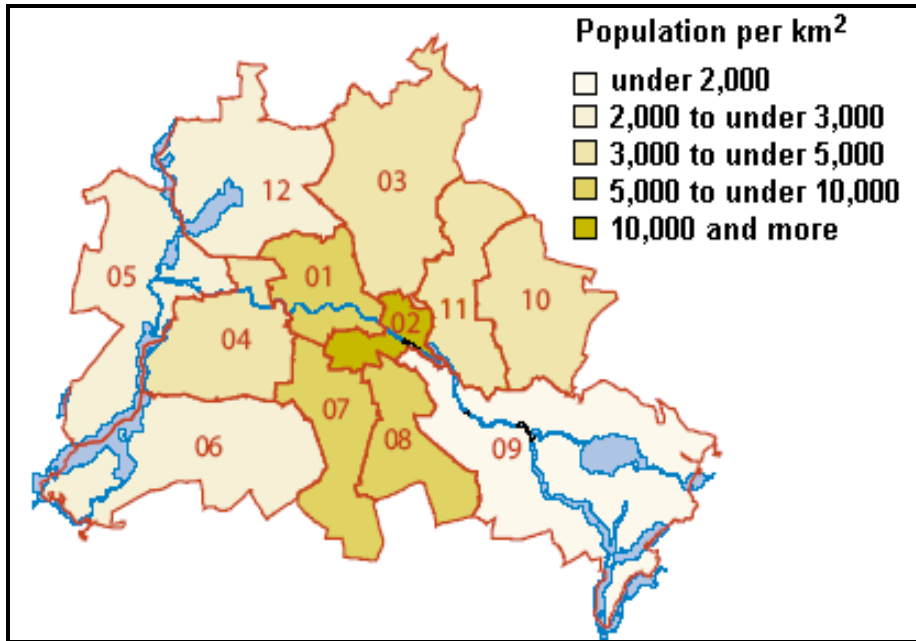 Population per km²
under 2,000
2,000 to under 3,000
3,000 to under 5,000
5,000 to under 10,000
10,000 and more
03
12
01
05
10
11
02
04
07
08
06
09